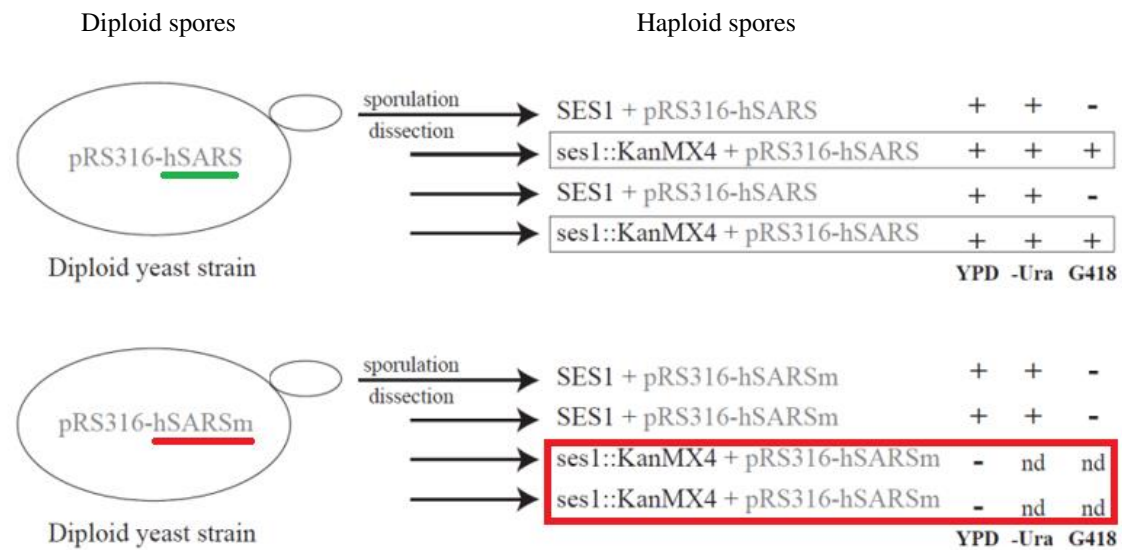 Diploid spores Haploid spores
sporulation
dissection
SES1 + pRS316-hSARS + + -
pRS316-hSARS
ses1::KanMX4 + pRS316-hSARS + + +
SES1 + pRS316-hSARS + + -
ses1::KanMX4 + pRS316-hSARS + + +
Diploid yeast strain
YPD -Ura G418
sporulation
dissection
SES1 + pRS316-hSARSm + + -
SES1 + pRS316-hSARSm + + -
pRS316-hSARSm
ses1::KanMX4 + pRS316-hSARSm - nd nd
ses1::KanMX4 + pRS316-hSARSm - nd nd
Diploid yeast strain
YPD -Ura G418